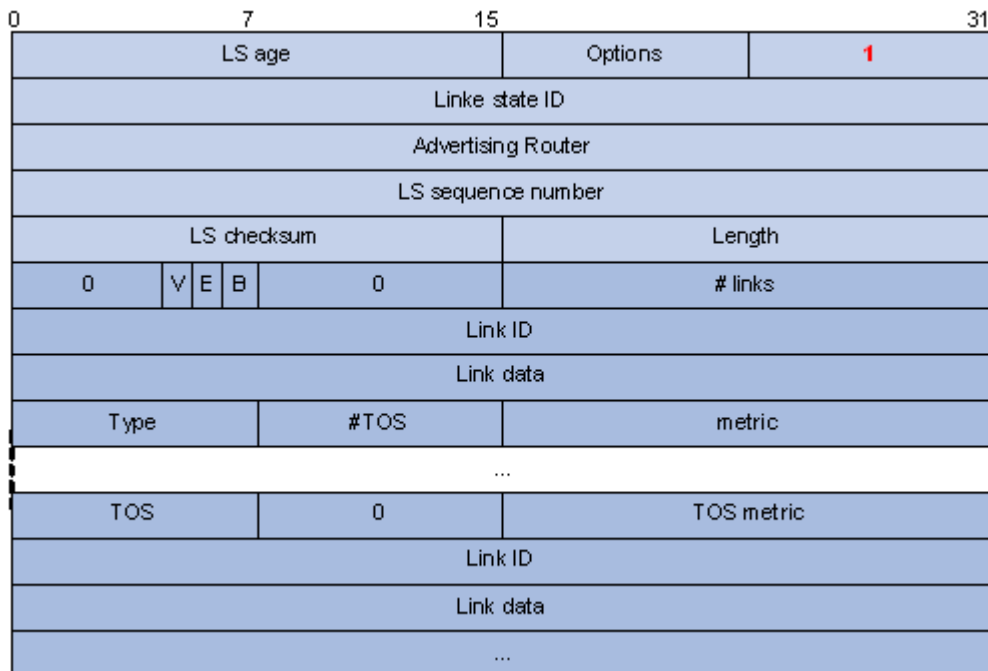 0 7 15 31
LS age Options 1
Linke state ID
Advertising Router
LS sequence number
LS checksum Length
0 V E B 0 # links
Link ID
Link data
Type #TOS metric
...
TOS 0 TOS metric
Link ID
Link data
...